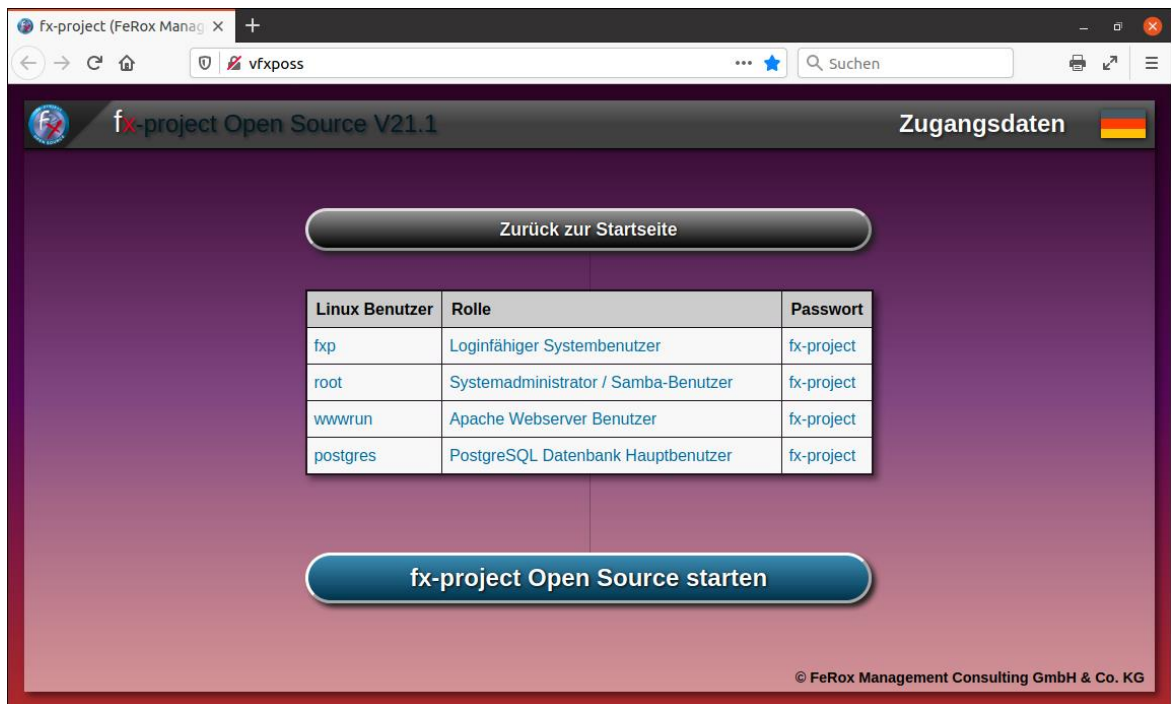 fx-project (FeRox Manag
vfxposs
Suchen
fx-project Open Source V21.1
Zugangsdaten
Zurück zur Startseite
Linux Benutzer Rolle Passwort
fxp Loginfähiger Systembenutzer fx-project
root Systemadministrator / Samba-Benutzer fx-project
wwwrun Apache Webserver Benutzer fx-project
postgres PostgreSQL Datenbank Hauptbenutzer fx-project
fx-project Open Source starten
© FeRox Management Consulting GmbH & Co. KG